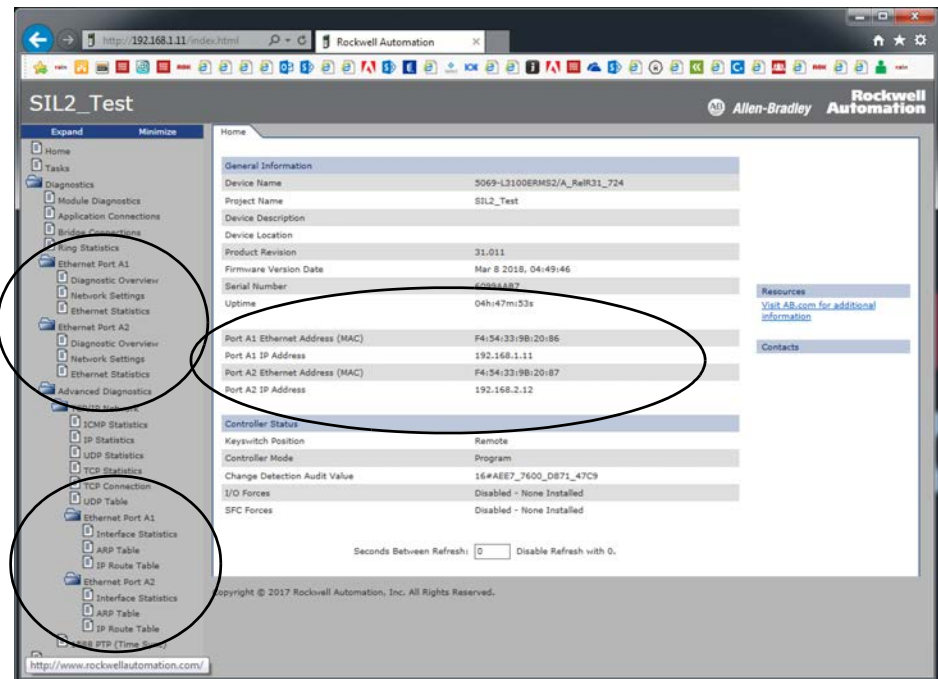 http://192.168.1.11/index.html
Rockwell Automation
SIL2_Test
Allen-Bradley
Rockwell Automation
Expand Minimize
Home
Tasks
Diagnostics
Module Diagnostics
Application Connections
Bridge Connections
Ring Statistics
Ethernet Port A1
Diagnostic Overview
Network Settings
Ethernet Statistics
Ethernet Port A2
Diagnostic Overview
Network Settings
Ethernet Statistics
Advanced Diagnostics
TCP/IP Network
ICMP Statistics
IP Statistics
UDP Statistics
TCP Statistics
TCP Connection
UDP Table
Ethernet Port A1
Interface Statistics
ARP Table
IP Route Table
Ethernet Port A2
Interface Statistics
ARP Table
IP Route Table
1588 PTP (Time Sync)
http://www.rockwellautomation.com/
Home
General Information
Device Name 5069-L3100ERMS2/A_RelR31_724
Project Name SIL2_Test
Device Description
Device Location
Product Revision 31.011
Firmware Version Date Mar 8 2018, 04:49:46
Serial Number 6099AAB7
Uptime 04h:47m:53s
Port A1 Ethernet Address (MAC) F4:54:33:9B:20:86
Port A1 IP Address 192.168.1.11
Port A2 Ethernet Address (MAC) F4:54:33:9B:20:87
Port A2 IP Address 192.168.2.12
Controller Status
Keyswitch Position Remote
Controller Mode Program
Change Detection Audit Value 16#AEE7_7600_D871_47C9
I/O Forces Disabled - None Installed
SFC Forces Disabled - None Installed
Seconds Between Refresh: 0 Disable Refresh with 0.
Copyright © 2017 Rockwell Automation, Inc. All Rights Reserved.
Resources
Visit AB.com for additional
information
Contacts